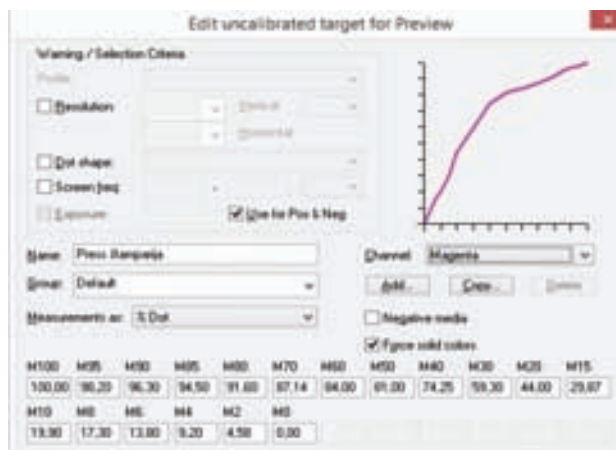 Edit uncalibrated target for Preview
Warning / Selection Criteria
Profile
Resolution Vertical
Horizontal
Dot shape:
Screen freq:
Exposure Use for Pos & Neg
Name: Press stamparija Channel: Magenta
Group: Default Add... Copy... Delete
Measurements as: % Dot Negative media
Force solid colors
M100 M95 M90 M85 M80 M70 M60 M50 M40 M30 M20 M15
100,00 98,20 96,30 94,50 91,60 87,14 84,00 81,00 74,25 59,30 44,00 29,87
M10 M8 M6 M4 M2 M0
19,90 17,30 13,80 9,20 4,58 0,00